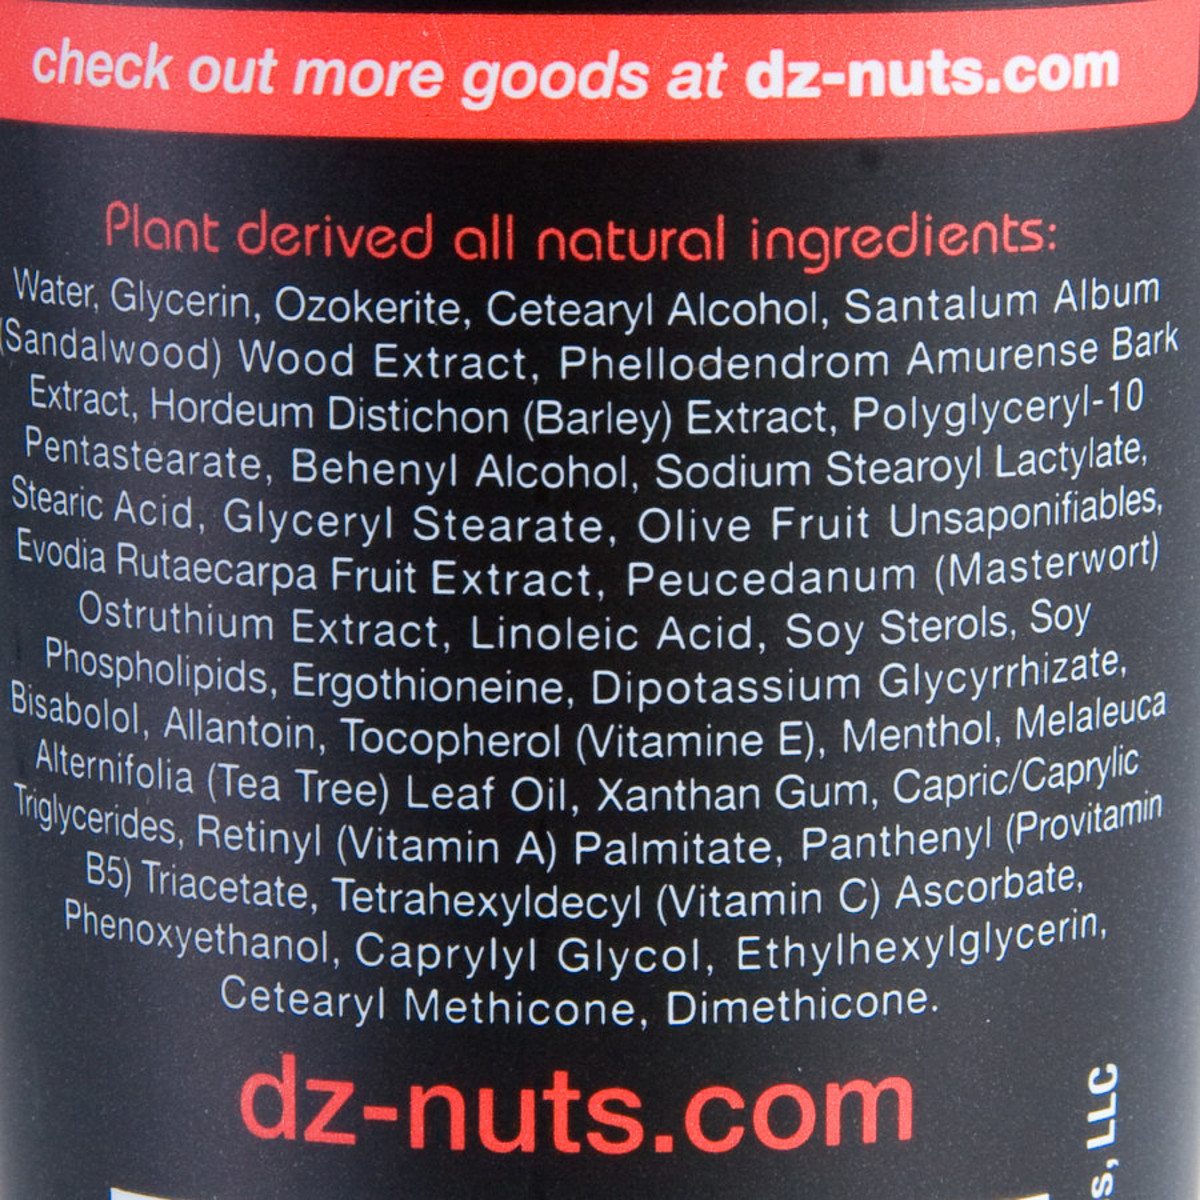 check out more goods at dz-nuts.com
Plant derived all natural ingredients:
Water, Glycerin, Ozokerite, Cetearyl Alcohol, Santalum Album
(Sandalwood) Wood Extract, Phellodendrom Amurense Bark
Extract, Hordeum Distichon (Barley) Extract, Polyglyceryl-10
Pentastearate, Behenyl Alcohol, Sodium Stearoyl Lactylate,
Stearic Acid, Glyceryl Stearate, Olive Fruit Unsaponifiables,
Evodia Rutaecarpa Fruit Extract, Peucedanum (Masterwort)
Ostruthium Extract, Linoleic Acid, Soy Sterols, Soy
Phospholipids, Ergothioneine, Dipotassium Glycyrrhizate,
Bisabolol, Allantoin, Tocopherol (Vitamine E), Menthol, Melaleuca
Alternifolia (Tea Tree) Leaf Oil, Xanthan Gum, Capric/Caprylic
Triglycerides, Retinyl (Vitamin A) Palmitate, Panthenyl (Provitamin
B5) Triacetate, Tetrahexyldecyl (Vitamin C) Ascorbate,
Phenoxyethanol, Caprylyl Glycol, Ethylhexylglycerin,
Cetearyl Methicone, Dimethicone.
dz-nuts.com
s, LLC